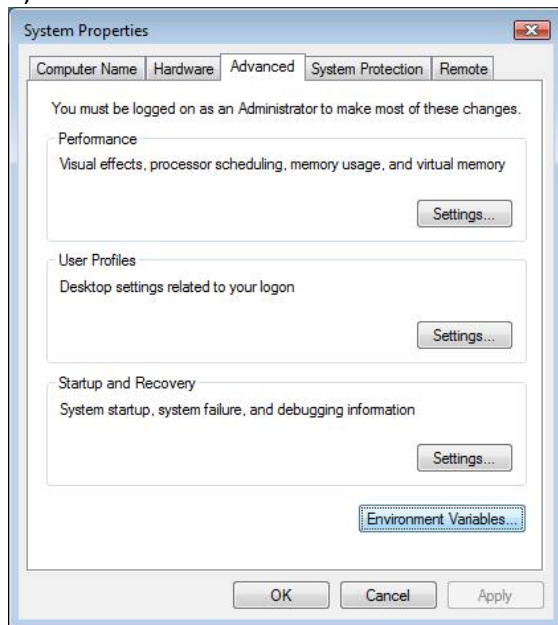 System Properties
Computer Name Hardware Advanced System Protection Remote
You must be logged on as an Administrator to make most of these changes.
Performance
Visual effects, processor scheduling, memory usage, and virtual memory
Settings...
User Profiles
Desktop settings related to your logon
Settings...
Startup and Recovery
System startup, system failure, and debugging information
Settings...
Environment Variables...
OK Cancel Apply